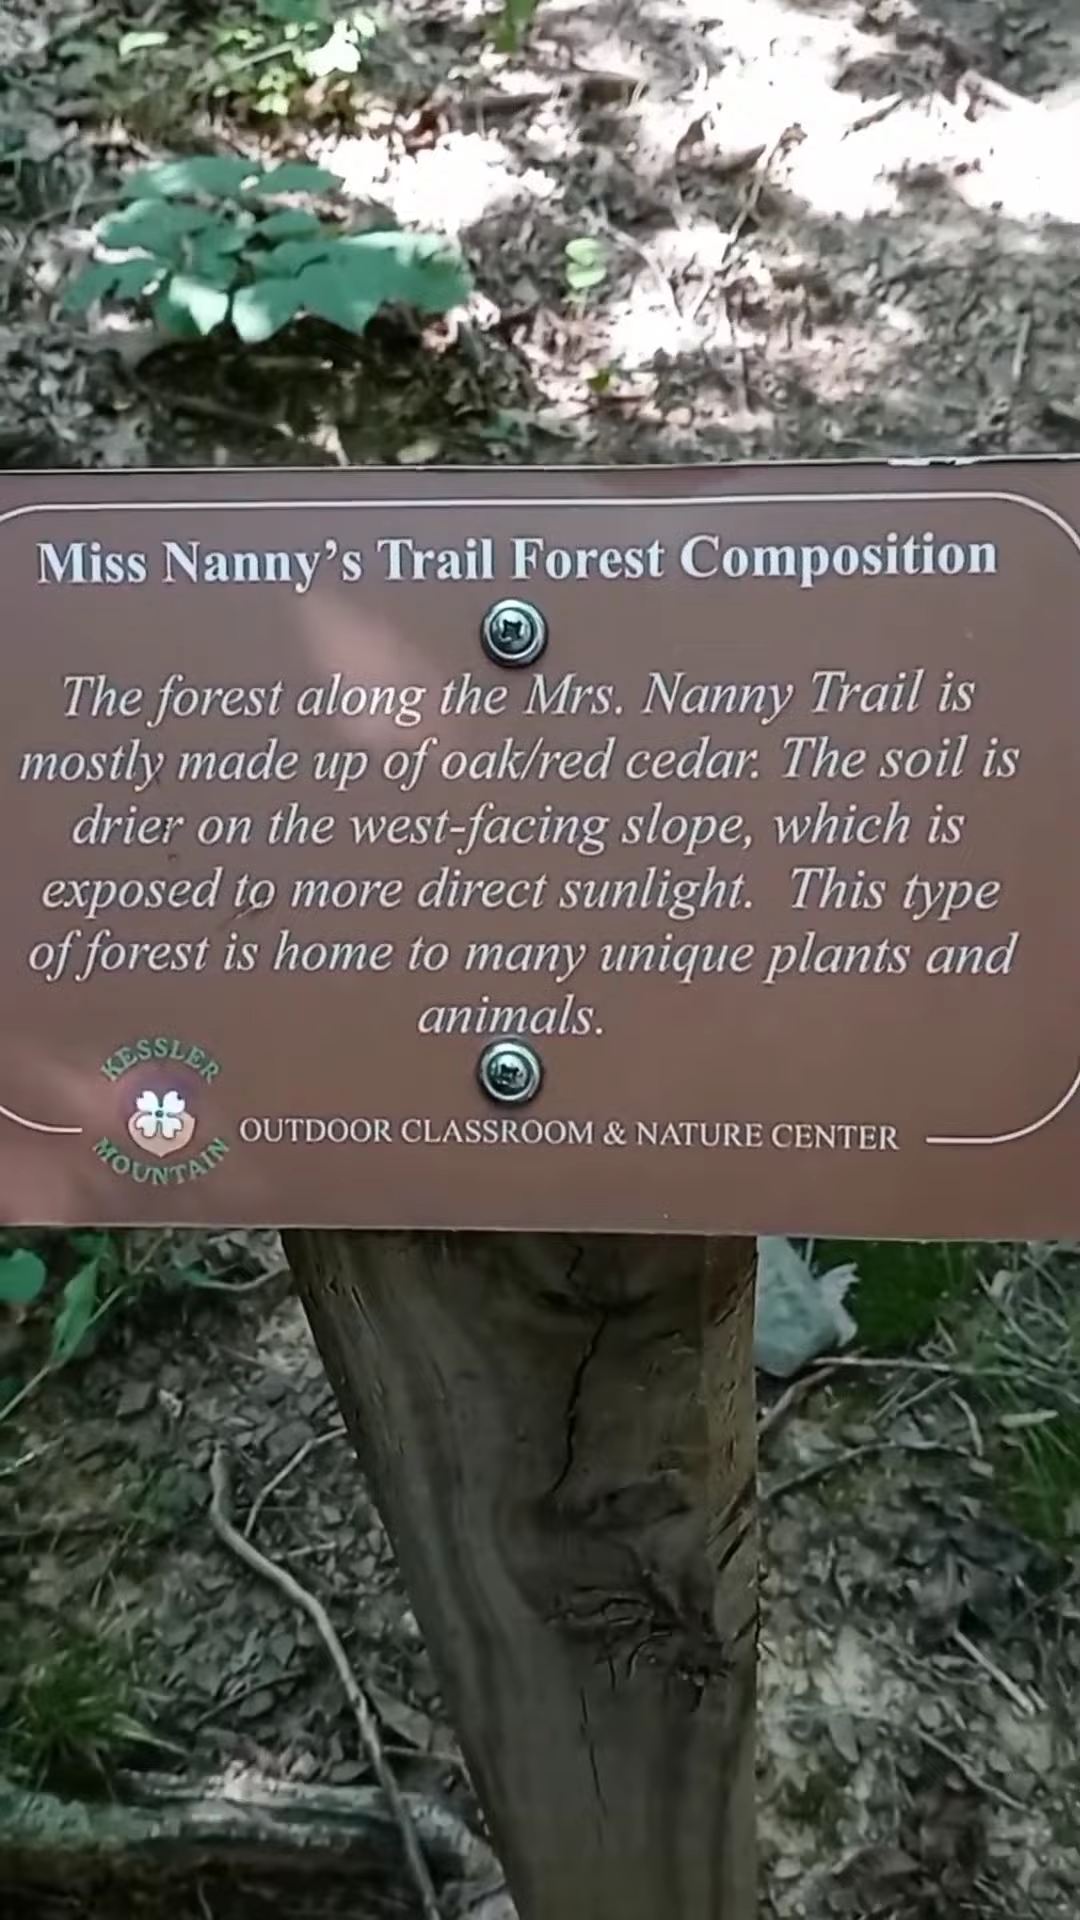 Miss Nanny’s Trail Forest Composition
The forest along the Mrs. Nanny Trail is
mostly made up of oak/red cedar. The soil is
drier on the west-facing slope, which is
exposed to more direct sunlight. This type
of forest is home to many unique plants and
animals.
KESSLER
MOUNTAIN
OUTDOOR CLASSROOM & NATURE CENTER